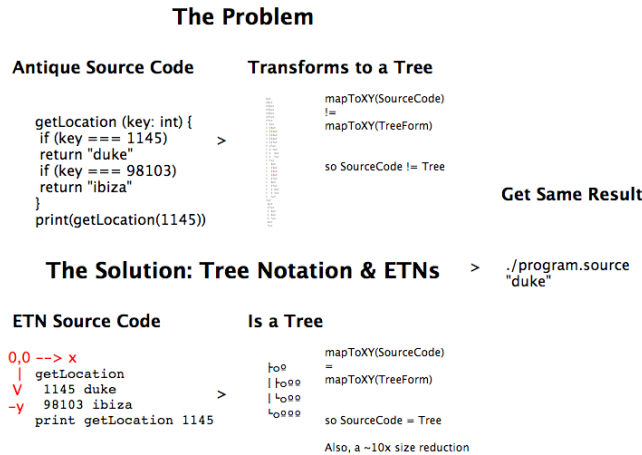 The Problem
Antique Source Code
Transforms to a Tree
getLocation (key: int) {
if (key === 1145)
return "duke"
if (key === 98103)
return "ibiza"
}
print(getLocation(1145))
>
mapToXY(SourceCode)
!=
mapToXY(TreeForm)
so SourceCode != Tree
Get Same Result
The Solution: Tree Notation & ETNs
>
./program.source
"duke"
ETN Source Code
Is a Tree
0,0 --> x
| getLocation
V 1145 duke
-y 98103 ibiza
print getLocation 1145
>
mapToXY(SourceCode)
=
mapToXY(TreeForm)
so SourceCode = Tree
Also, a ~10x size reduction